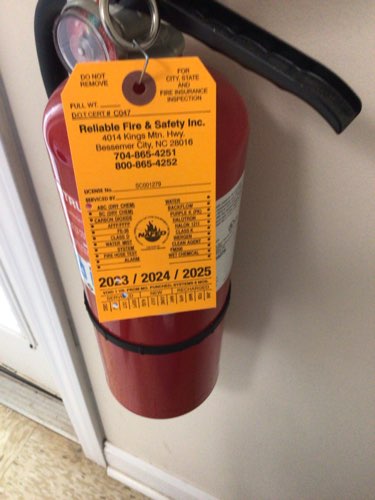 DO NOT
REMOVE
FOR
CITY, STATE
AND
FIRE INSURANCE
INSPECTION
FULL WT.
D.O.T. CERT.# C047
Reliable Fire & Safety Inc.
4014 Kings Mtn. Hwy.
Bessemer City, NC 28016
704-865-4251
800-865-4252
LICENSE No. SC001279
SERVICED BY
ABC (DRY CHEM)
BC (DRY CHEM)
CARBON DIOXIDE
AFFF-FFFP
CLASS D
WATER MIST
SYSTEM
FIRE HOSE TEST
ALARM
WATER
BACKFLOW
PURPLE K (PK)
HALOTRON
HALON 1211
CLASS K
CLEAN AGENT
WET CHEMICAL
2023 / 2024 / 2025
NEW
RECHARGED